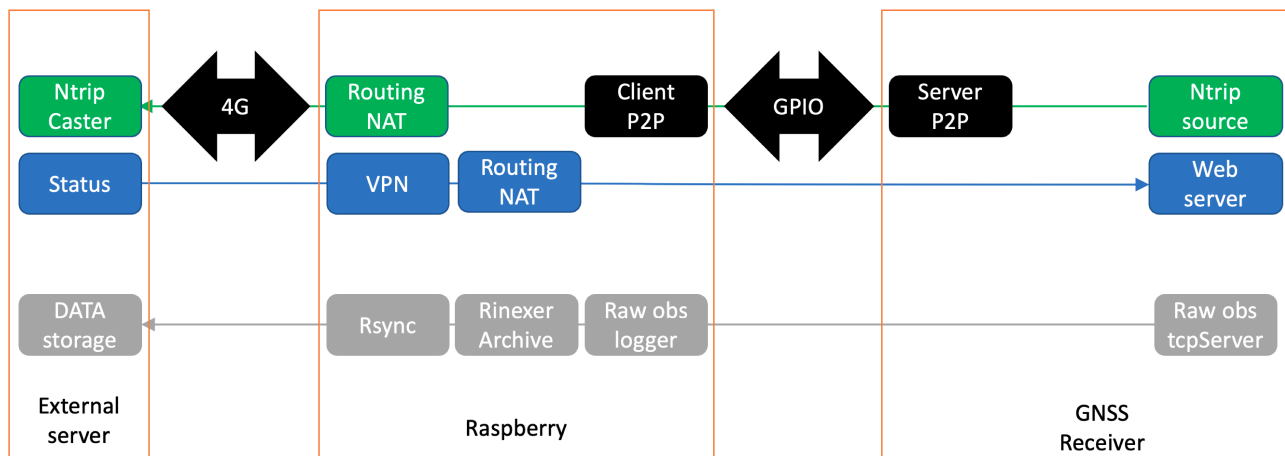 Ntrip
Caster
4G
Routing
NAT
Client
P2P
GPIO
Server
P2P
Ntrip
source
Status
VPN
Routing
NAT
Web
server
DATA
storage
Rsync
Rinexer
Archive
Raw obs
logger
Raw obs
tcpServer
External
server
Raspberry
GNSS
Receiver